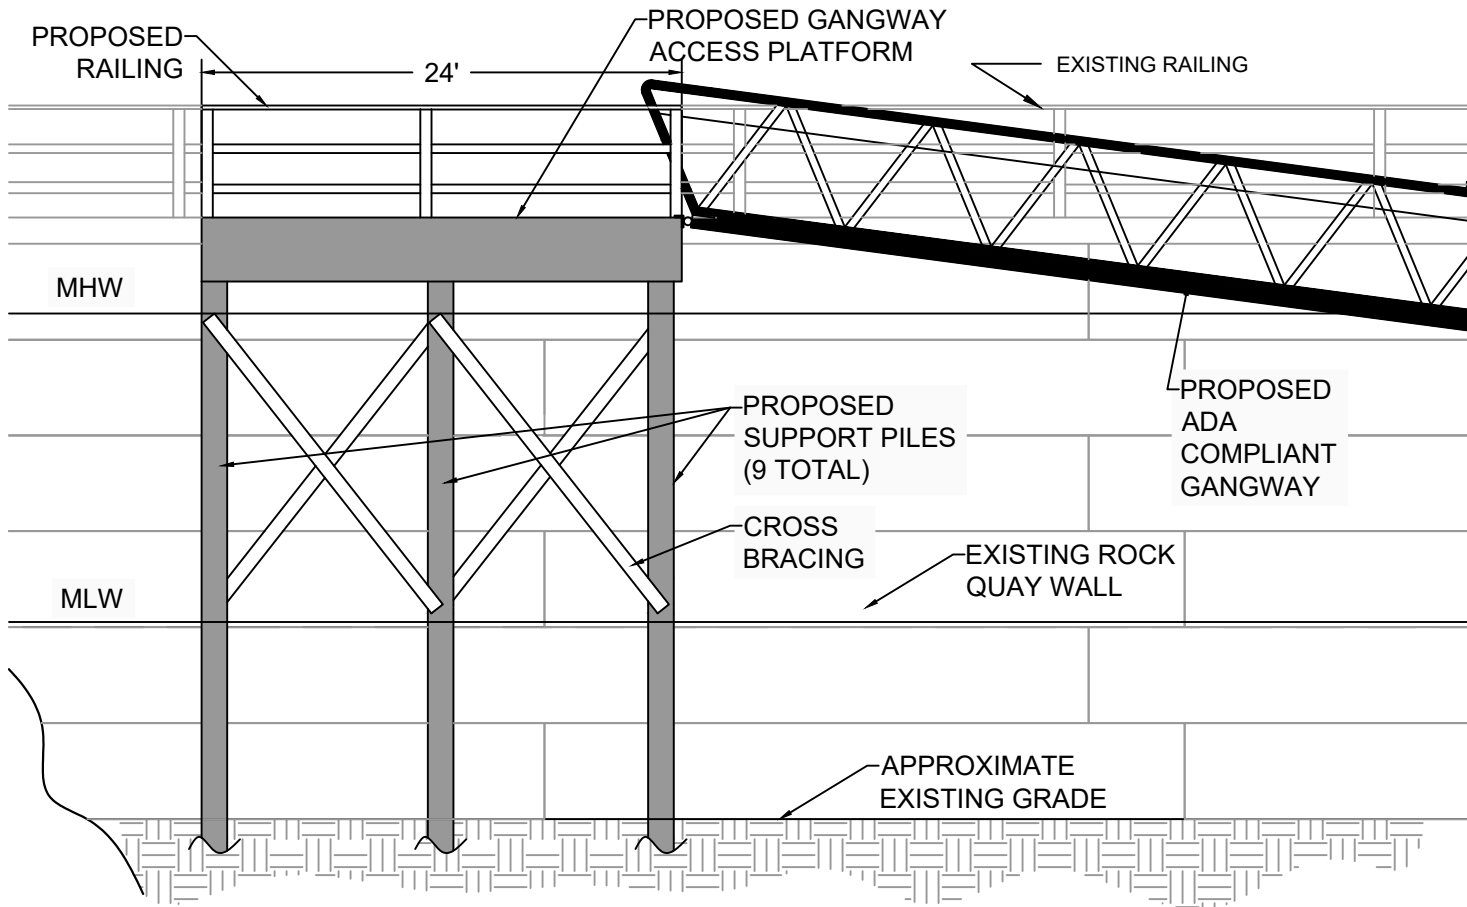 PROPOSED
RAILING
24'
PROPOSED GANGWAY
ACCESS PLATFORM
EXISTING RAILING
MHW
PROPOSED
SUPPORT PILES
(9 TOTAL)
PROPOSED
ADA
COMPLIANT
GANGWAY
CROSS
BRACING
EXISTING ROCK
QUAY WALL
MLW
APPROXIMATE
EXISTING GRADE